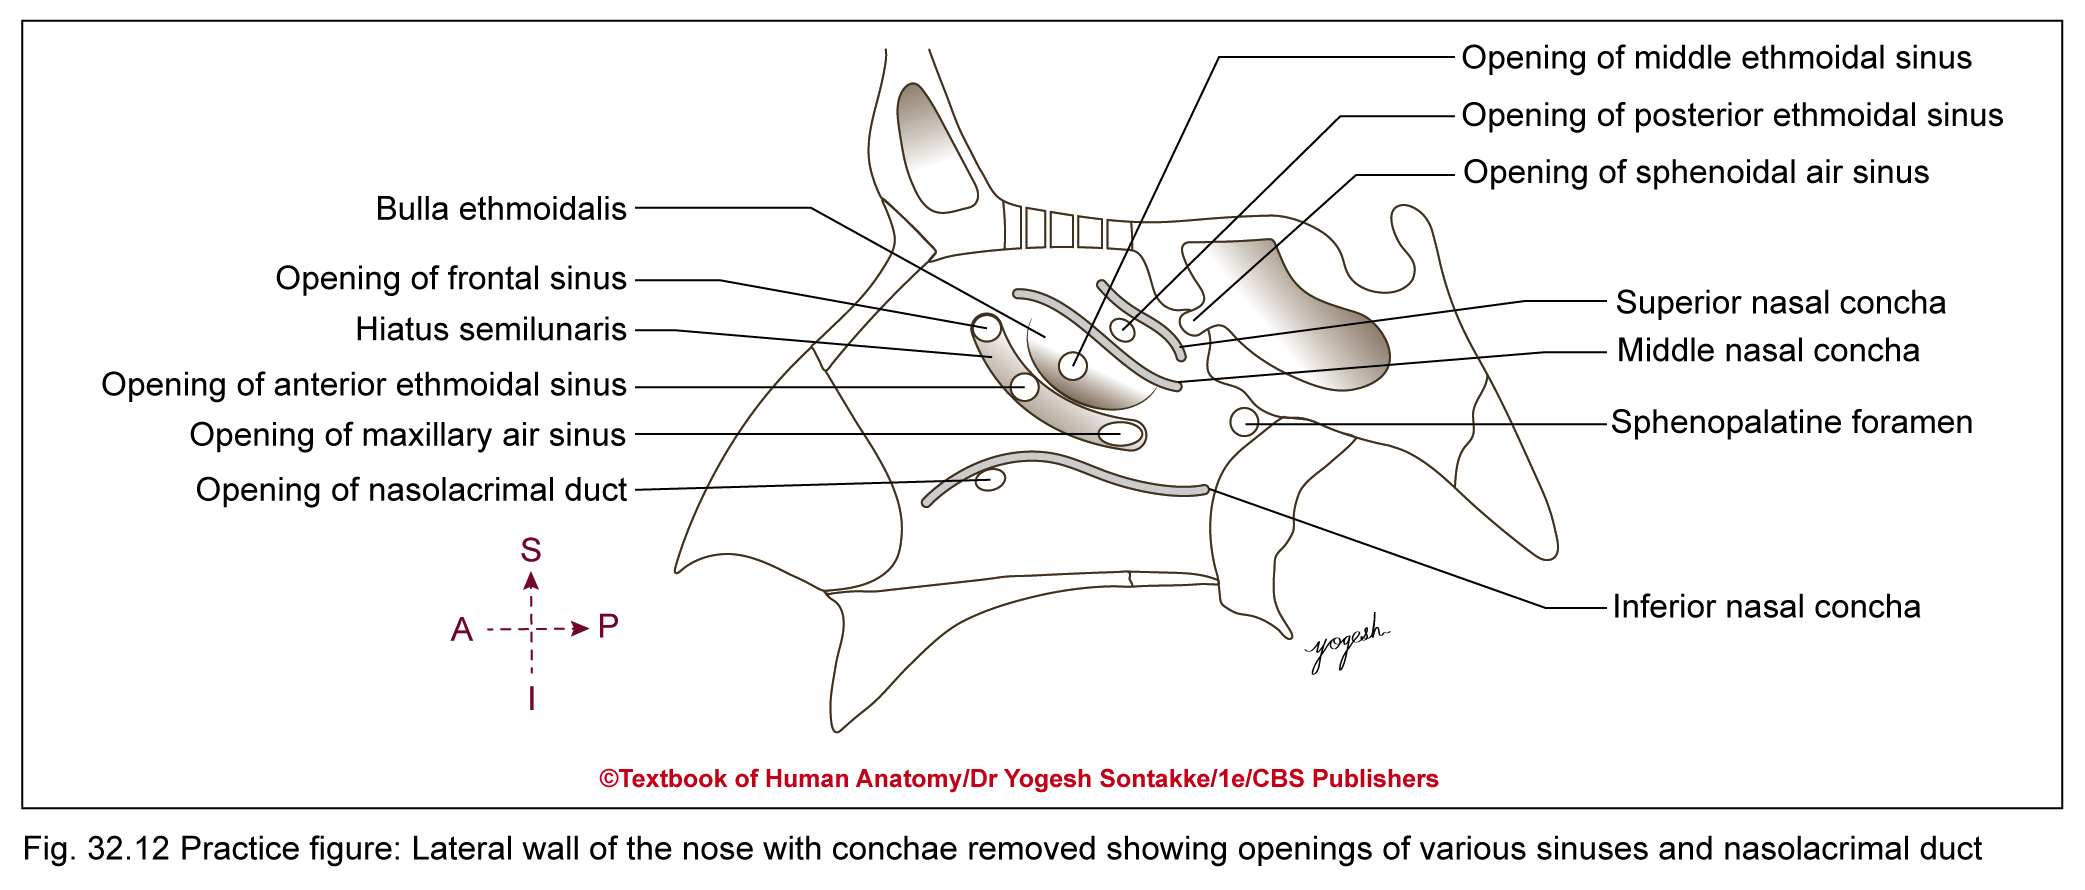 Opening of middle ethmoidal sinus
Opening of posterior ethmoidal sinus
Opening of sphenoidal air sinus
Bulla ethmoidalis
Opening of frontal sinus
Hiatus semilunaris
Opening of anterior ethmoidal sinus
Opening of maxillary air sinus
Opening of nasolacrimal duct
Superior nasal concha
Middle nasal concha
Sphenopalatine foramen
Inferior nasal concha
S
A P
I
yogesh
©Textbook of Human Anatomy/Dr Yogesh Sontakke/1e/CBS Publishers
Fig. 32.12 Practice figure: Lateral wall of the nose with conchae removed showing openings of various sinuses and nasolacrimal duct